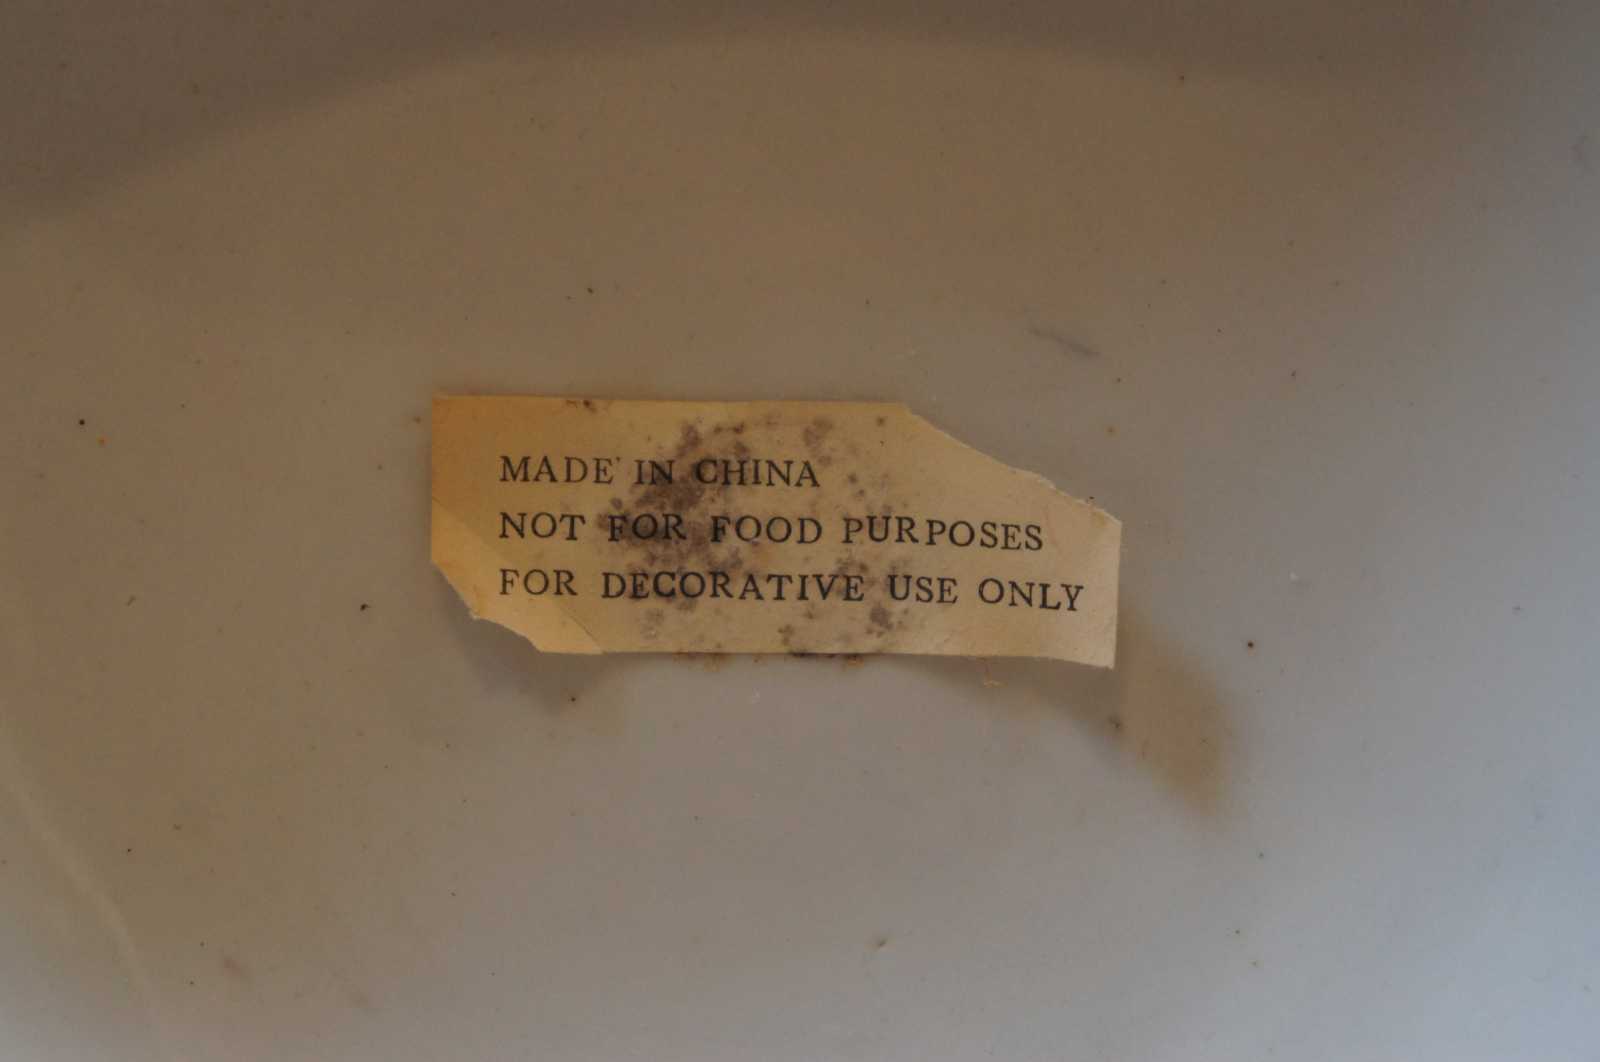 MADE IN CHINA
NOT FOR FOOD PURPOSES
FOR DECORATIVE USE ONLY